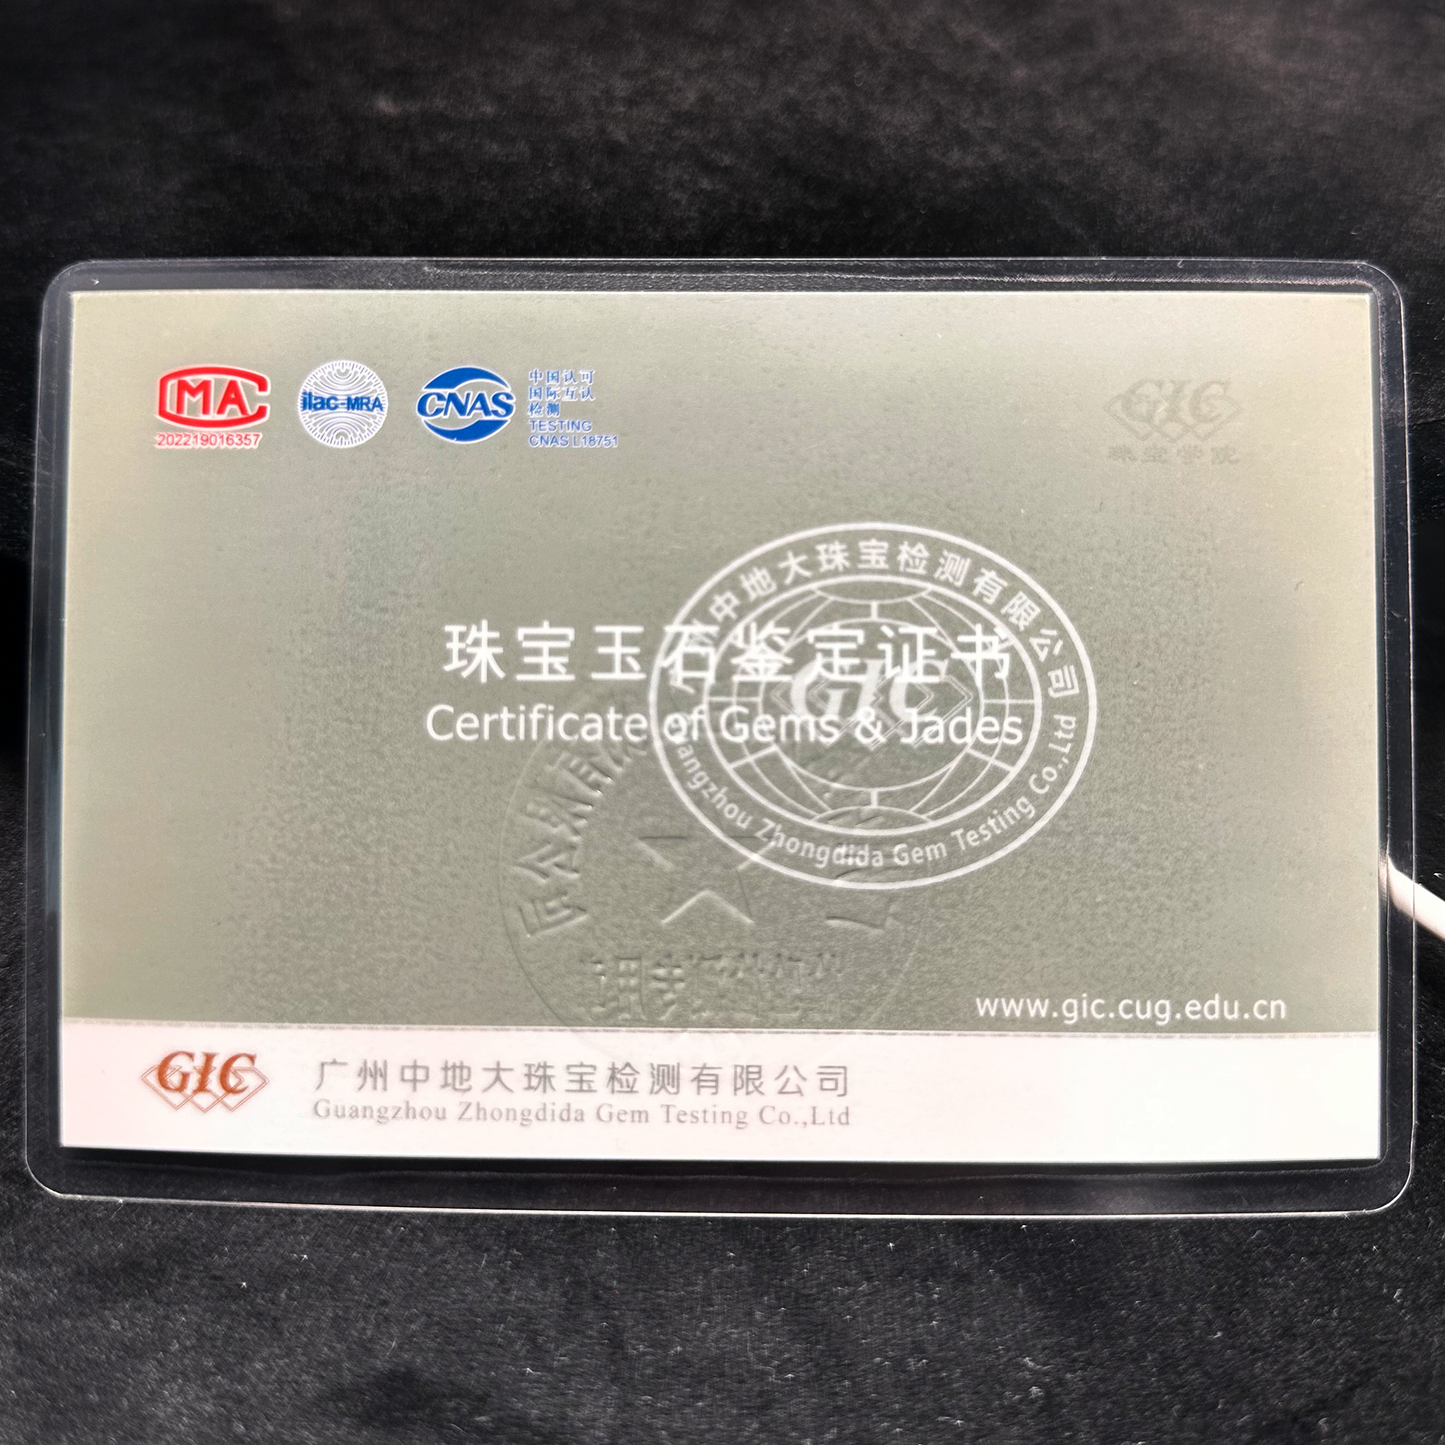 CMA
202219016357
ilac-MRA
CNAS
中国认可
国际互认
检测
TESTING
CNAS L18751
GIC
珠宝学院
广州中地大珠宝检测有限公司
GIC
Guangzhou Zhongdida Gem Testing Co.,Ltd
珠宝玉石鉴定证书
Certificate of Gems & Jades
www.gic.cug.edu.cn
GIC
广州中地大珠宝检测有限公司
Guangzhou Zhongdida Gem Testing Co.,Ltd